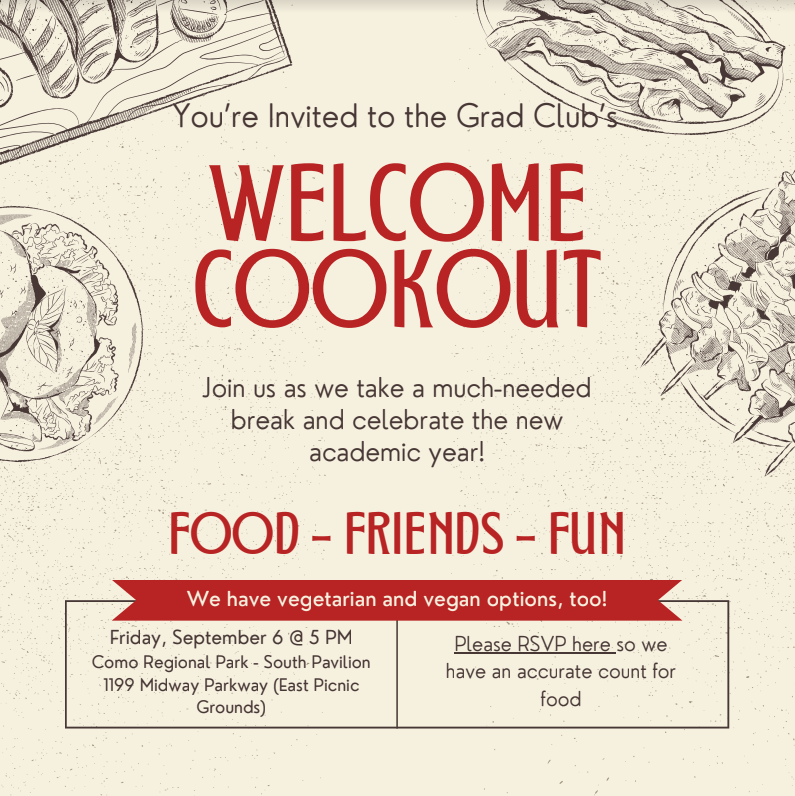 You're Invited to the Grad Club's
WELCOME
COOKOUT
Join us as we take a much-needed
break and celebrate the new
academic year!
FOOD – FRIENDS – FUN
We have vegetarian and vegan options, too!
Friday, September 6 @ 5 PM
Como Regional Park - South Pavilion
1199 Midway Parkway (East Picnic
Grounds)
Please RSVP here so we
have an accurate count for
food